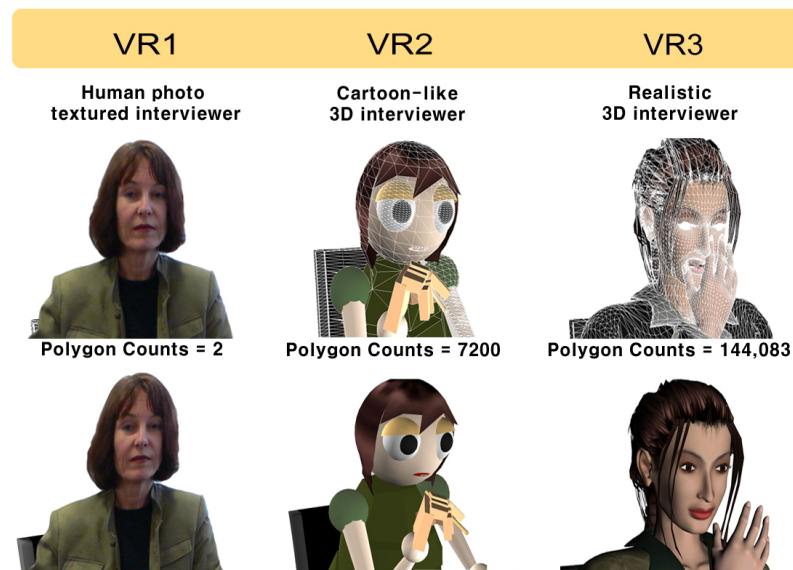 VR1 VR2 VR3
Human photo textured interviewer
Cartoon-like 3D interviewer
Realistic 3D interviewer
Polygon Counts = 2
Polygon Counts = 7200
Polygon Counts = 144,083